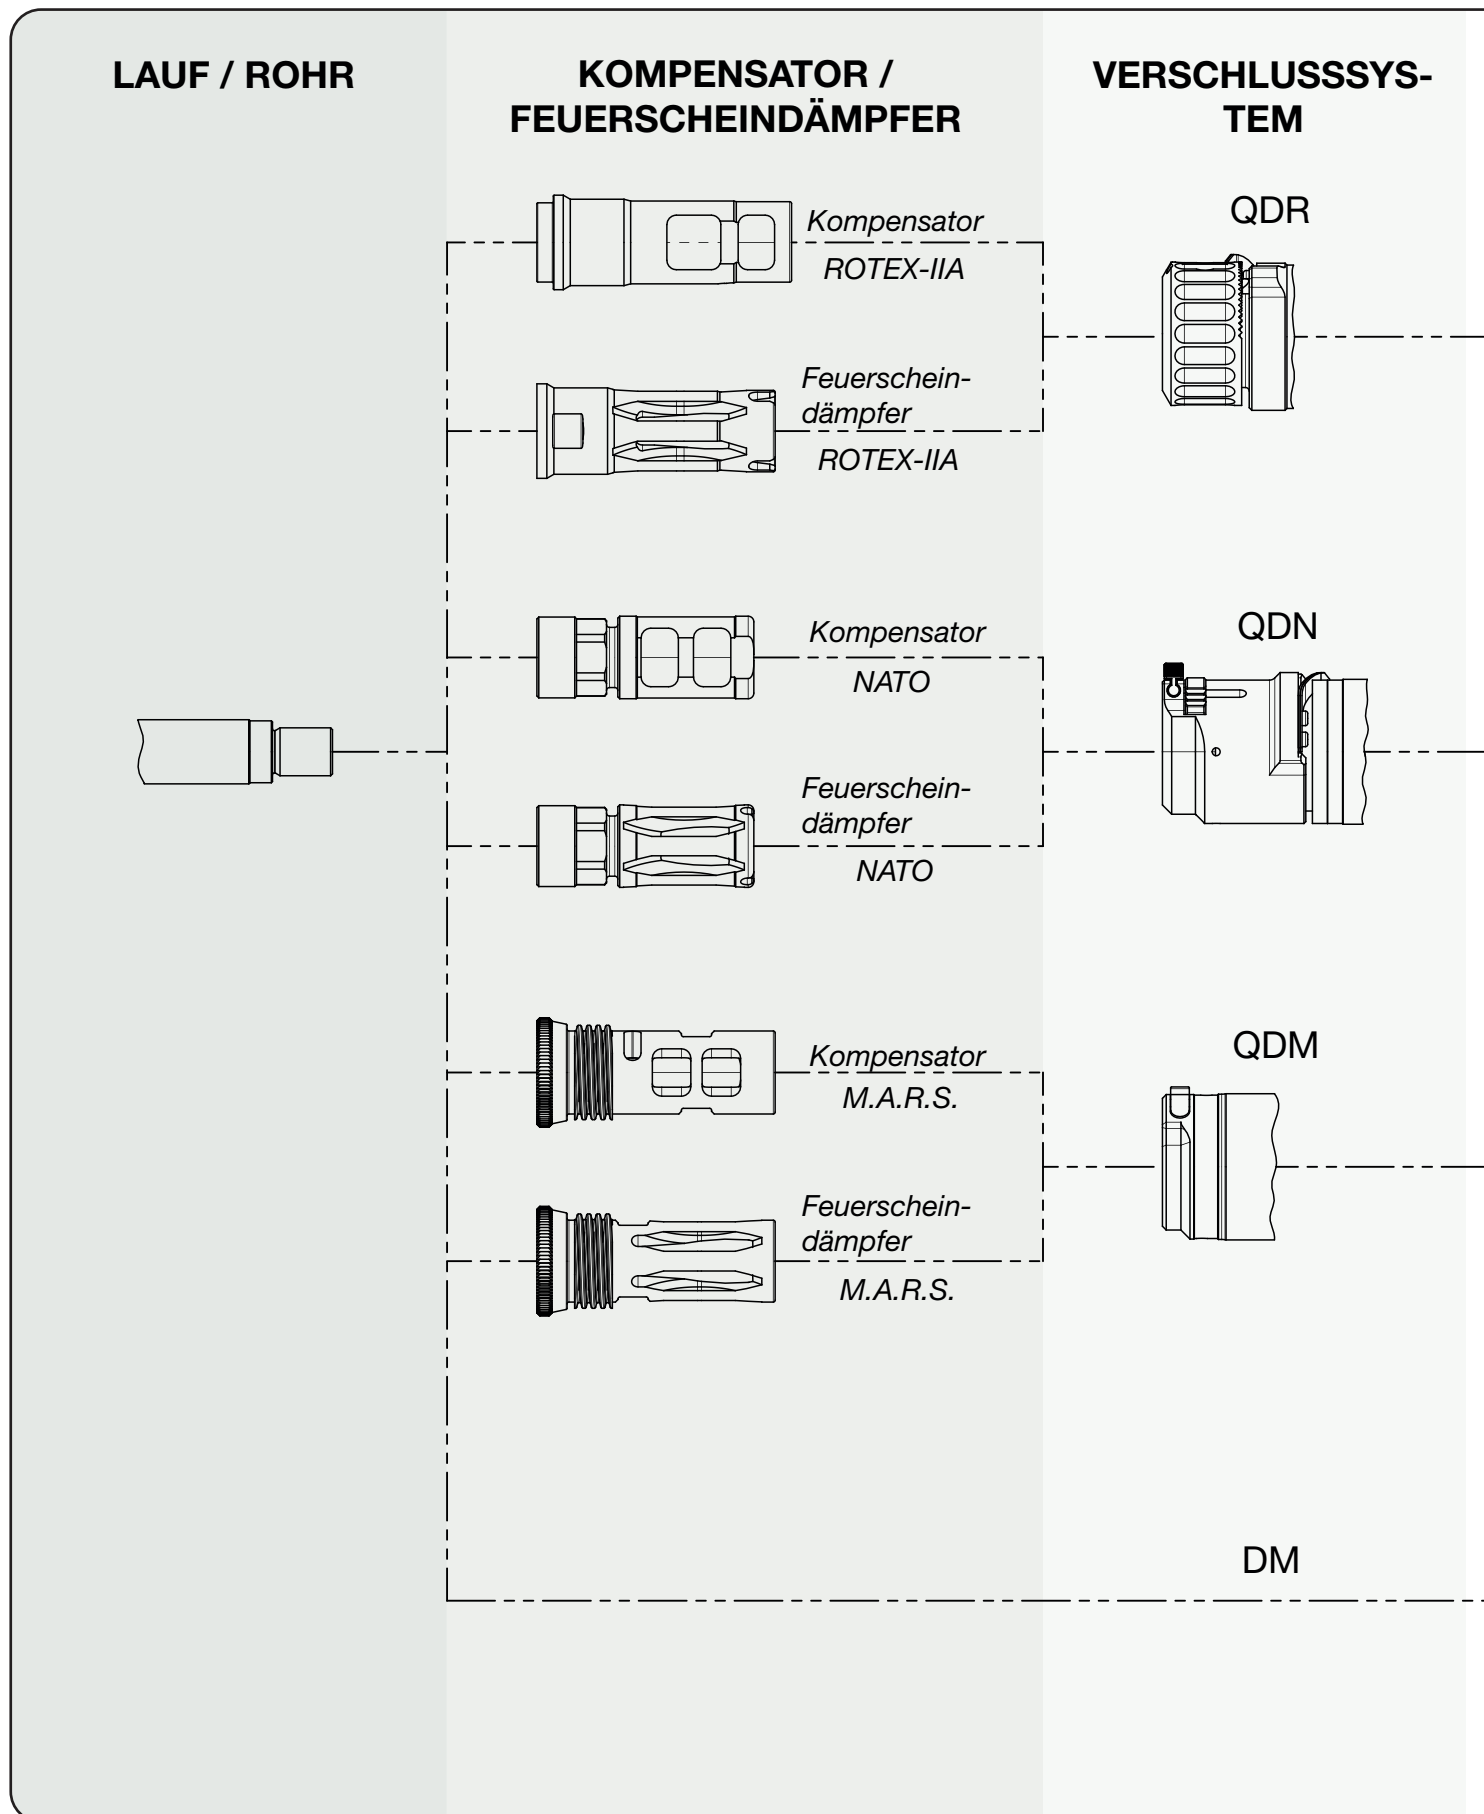 LAUF / ROHR
KOMPENSATOR /
FEUERSCHEINDÄMPFER
VERSCHLUSSSYS-
TEM
Kompensator
ROTEX-IIA
QDR
Feuerschein-
dämpfer
ROTEX-IIA
Kompensator
NATO
QDN
Feuerschein-
dämpfer
NATO
Kompensator
M.A.R.S.
QDM
Feuerschein-
dämpfer
M.A.R.S.
DM